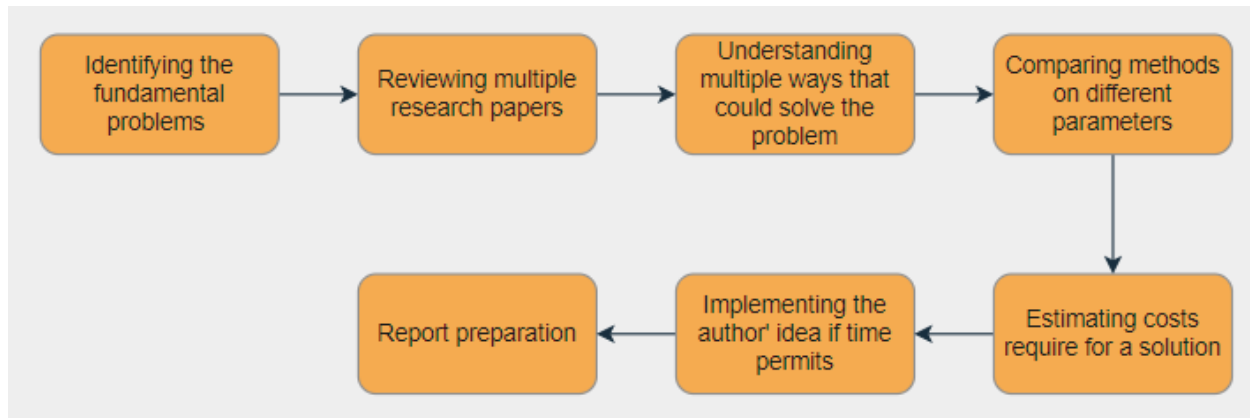 Identifying the
fundamental
problems
Reviewing multiple
research papers
Understanding
multiple ways that
could solve the
problem
Comparing methods
on different
parameters
Estimating costs
require for a solution
Implementing the
author' idea if time
permits
Report preparation